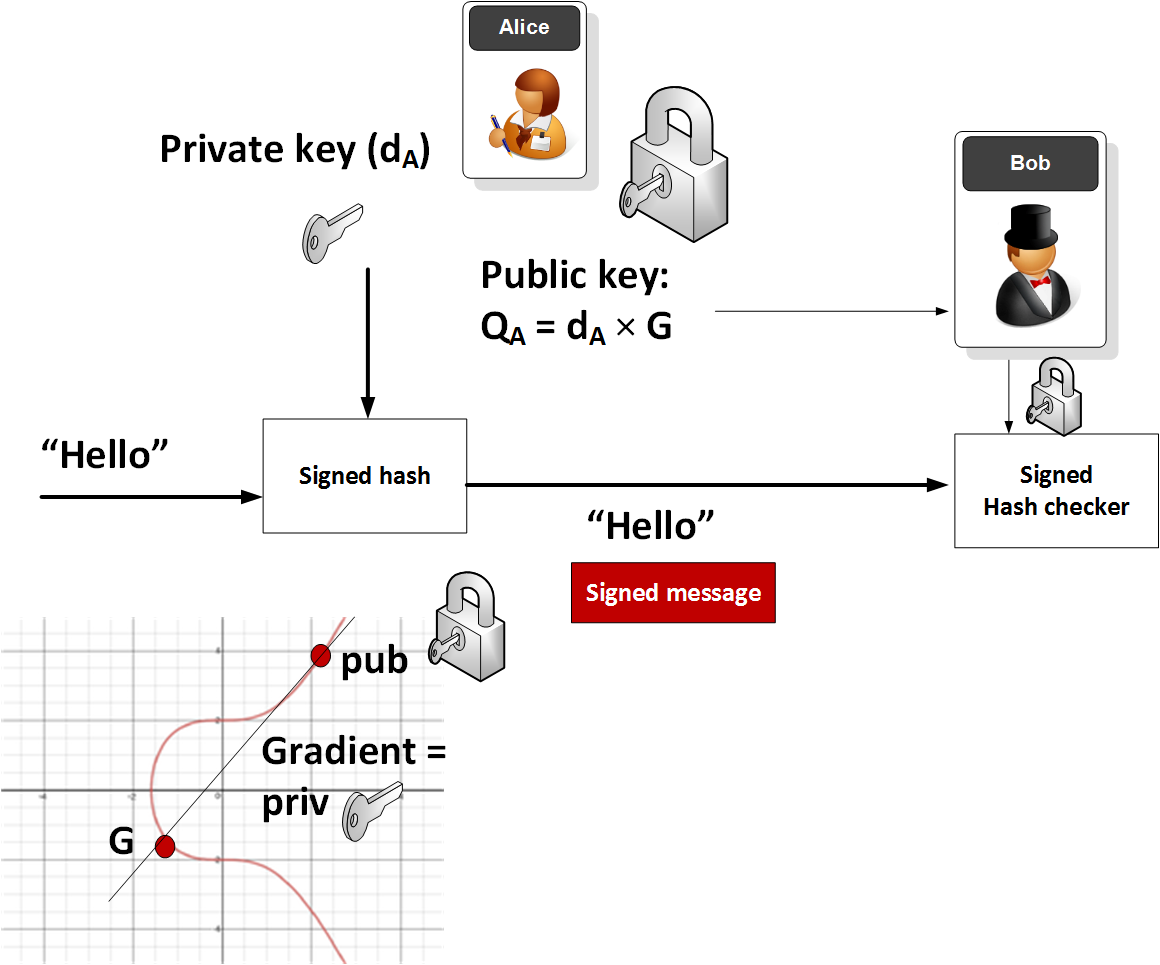 Alice
Private key (dA)
Bob
Public key:
QA = dA × G
“Hello”
Signed hash
Signed
Hash checker
“Hello”
Signed message
pub
Gradient =
priv
G